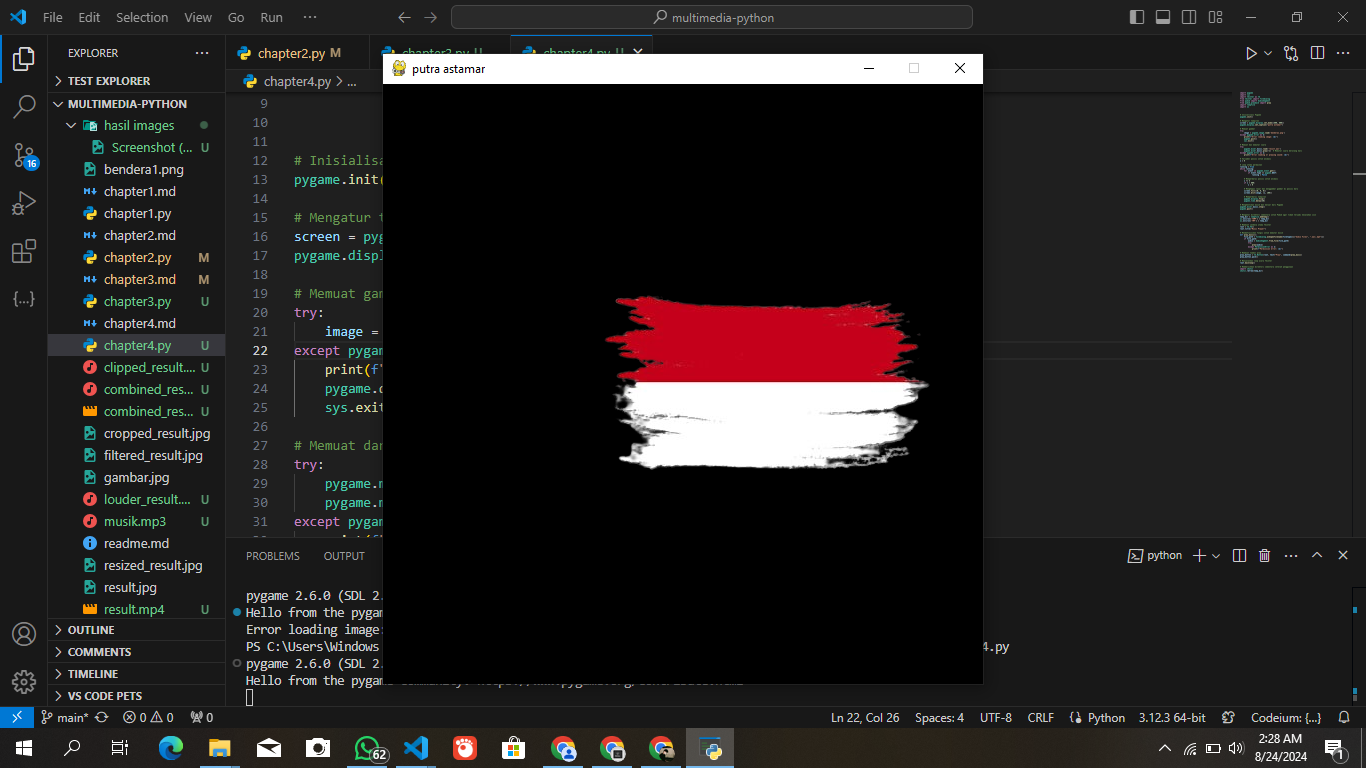 File Edit Selection View Go Run ···
multimedia-python
EXPLORER
TEST EXPLORER
MULTIMEDIA-PYTHON
hasil images
Screenshot (... U
bendera1.png
chapter1.md
chapter1.py
chapter2.md
chapter2.py M
chapter3.md M
chapter3.py U
chapter4.md
chapter4.py U
clipped_result.... U
combined_res... U
combined_res... U
cropped_result.jpg
filtered_result.jpg
gambar.jpg
louder_result.... U
musik.mp3 U
readme.md
resized_result.jpg
result.jpg
result.mp4 U
OUTLINE
COMMENTS
TIMELINE
VS CODE PETS
chapter2.py M
chapter3.py U
chapter4.py U
chapter4.py > ...
putra astamar
9
10
11
12 # Inisialisa
13 pygame.init(
14
15 # Mengatur t
16 screen = pyg
17 pygame.displ
18
19 # Memuat gam
20 try:
21 image =
22 except pygam
23 print(f'
24 pygame.q
25 sys.exit
26
27 # Memuat dan
28 try:
29 pygame.m
30 pygame.m
31 except pygam
PROBLEMS OUTPUT
python
pygame 2.6.0 (SDL 2.
Hello from the pygam
Error loading image:
PS C:\Users\Windows 4.py
pygame 2.6.0 (SDL 2.
Hello from the pygam
main* 0 0 0
Ln 22, Col 26 Spaces: 4 UTF-8 CRLF Python 3.12.3 64-bit Codeium: {...}
16
62
2:28 AM
8/24/2024
1